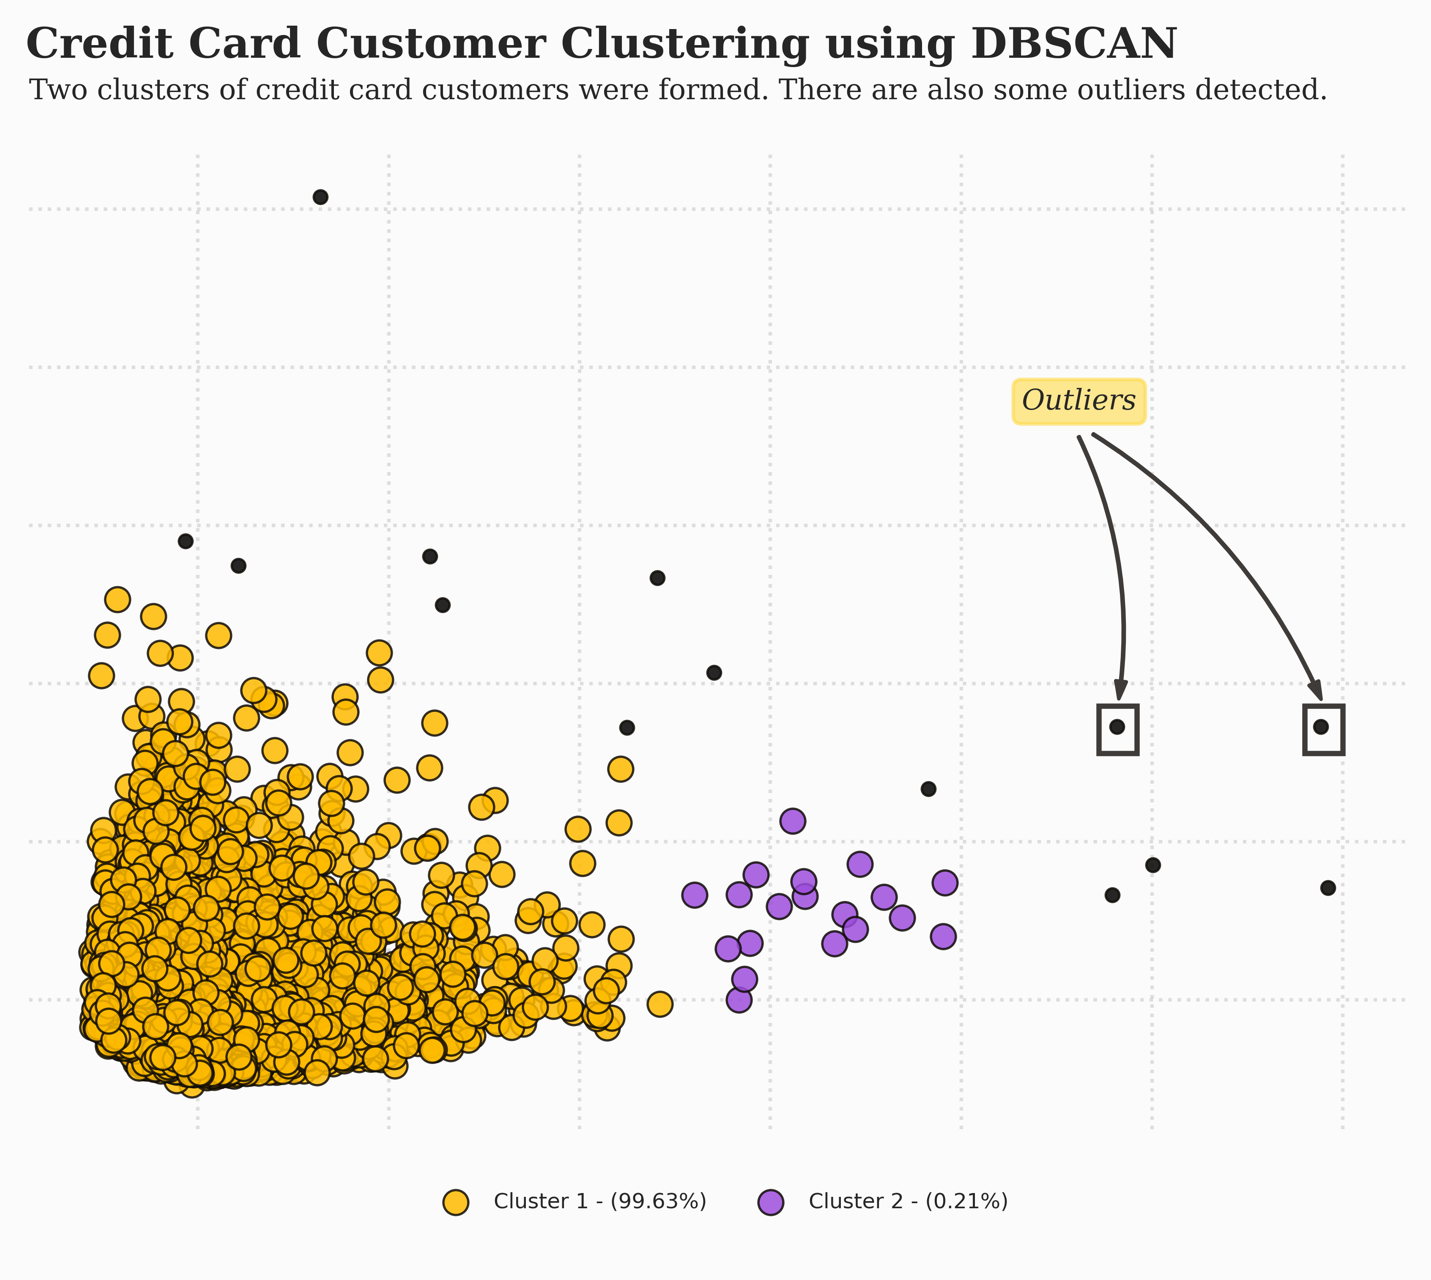 Credit Card Customer Clustering using DBSCAN
Two clusters of credit card customers were formed. There are also some outliers detected.
Outliers
Cluster 1 - (99.63%)
Cluster 2 - (0.21%)